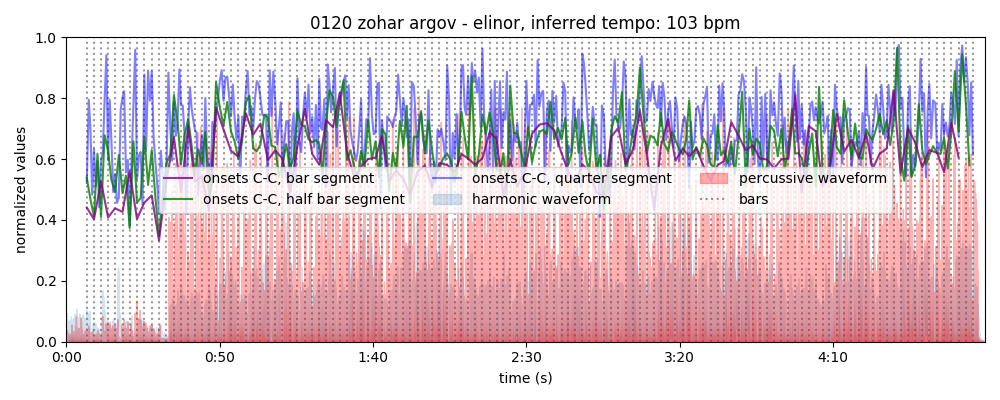 0120 zohar argov - elinor, inferred tempo: 103 bpm
1.0
0.8
0.6
0.4
0.2
0.0
normalized values
onsets C-C, bar segment
onsets C-C, half bar segment
onsets C-C, quarter segment
harmonic waveform
percussive waveform
bars
0:00 0:50 1:40 2:30 3:20 4:10
time (s)